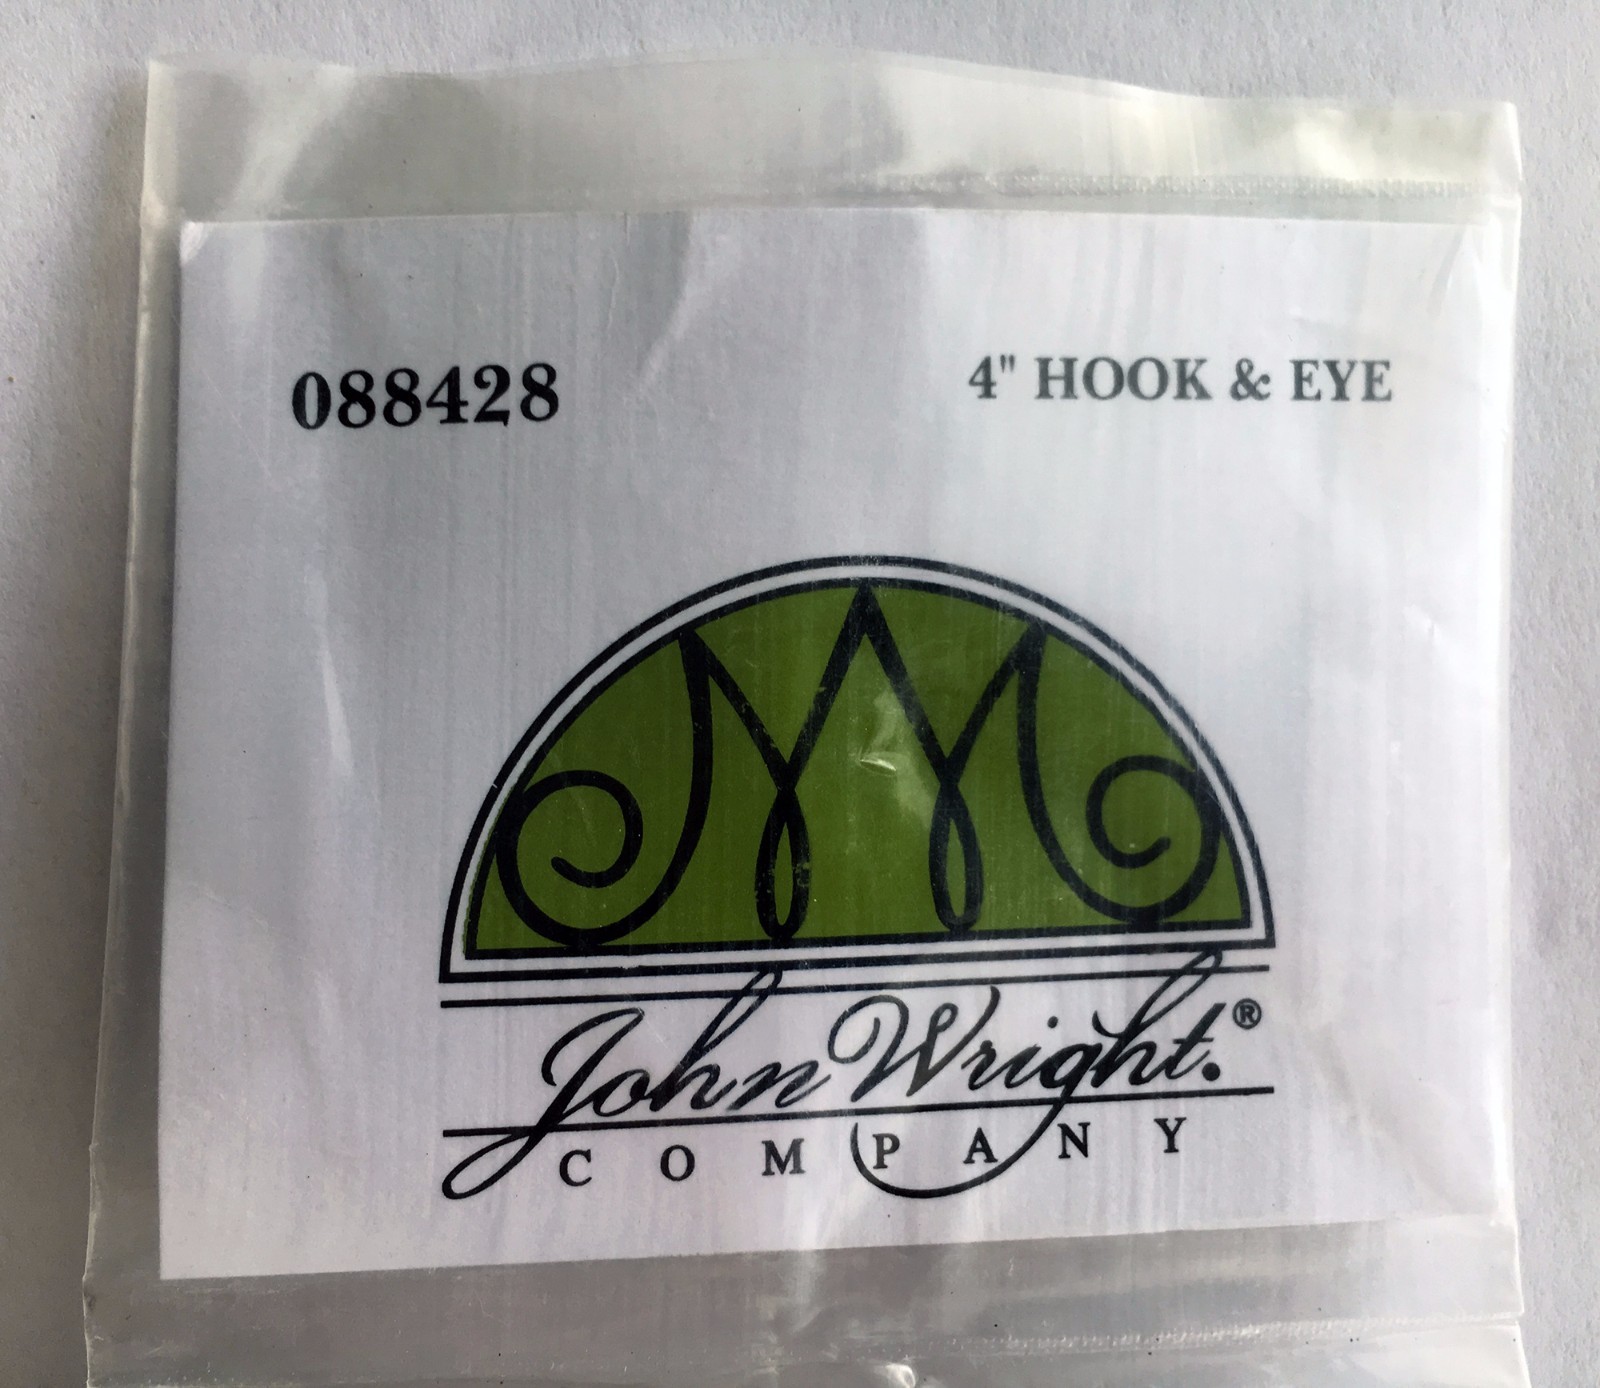 088428 4" HOOK & EYE
John Wright.®
COMPANY